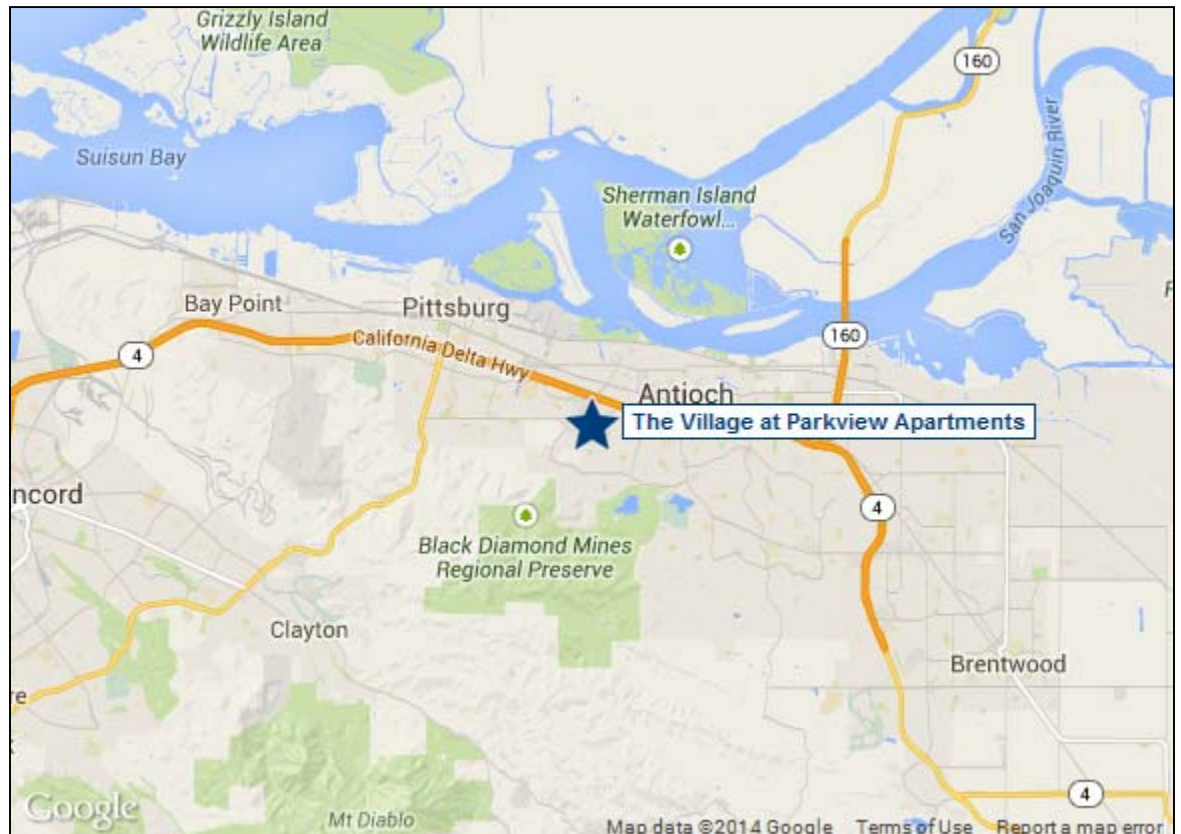 Grizzly Island
Wildlife Area
160
Suisun Bay
San Joaquin River
Sherman Island
Waterfowl...
Bay Point
Pittsburg
4
California Delta Hwy
160
Antioch
The Village at Parkview Apartments
ncord
4
Black Diamond Mines
Regional Preserve
Clayton
Brentwood
re
4
Google
Mt Diablo
Map data ©2014 Google Terms of Use Report a map error